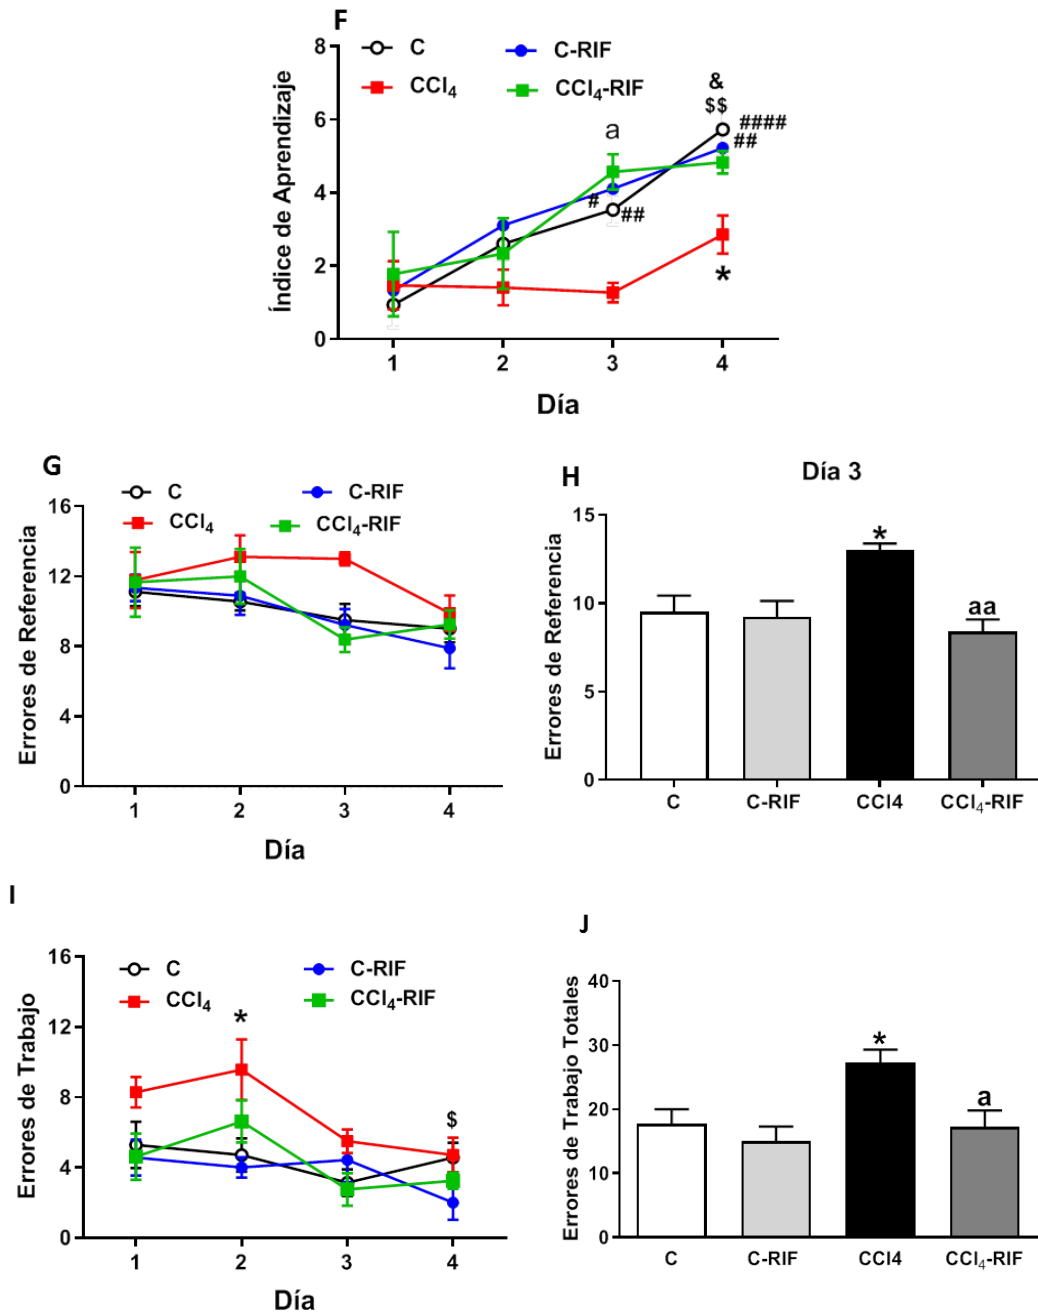 F
C
C-RIF
CCl4
CCl4-RIF
Índice de Aprendizaje
8
6
4
2
0
&
$$
####
##
a
#
##
*
1 2 3 4
Día
G
C
C-RIF
CCl4
CCl4-RIF
Errores de Referencia
16
12
8
4
0
1 2 3 4
Día
H
Día 3
Errores de Referencia
15
10
5
0
*
aa
C C-RIF CCl4 CCl4-RIF
I
C
C-RIF
CCl4
CCl4-RIF
Errores de Trabajo
16
12
8
4
0
*
$
1 2 3 4
Día
J
Errores de Trabajo Totales
40
30
20
10
0
*
a
C C-RIF CCl4 CCl4-RIF